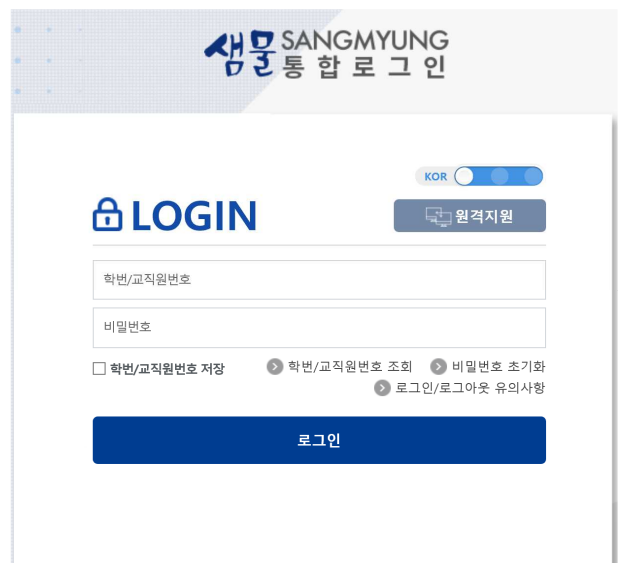 샘물 SANGMYUNG
통합로그인
KOR
LOGIN
원격지원
학번/교직원번호
비밀번호
학번/교직원번호 저장
학번/교직원번호 조회
비밀번호 초기화
로그인/로그아웃 유의사항
로그인